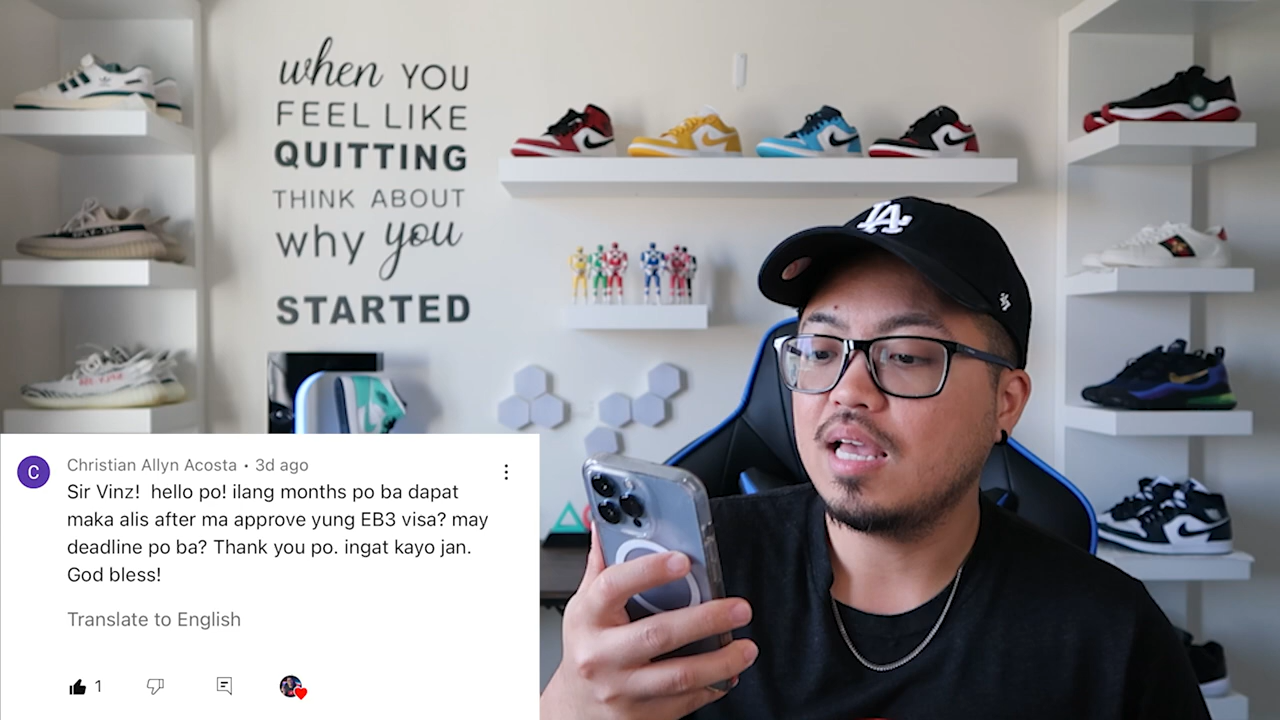 when YOU
FEEL LIKE
QUITTING
THINK ABOUT
why you
STARTED
LA
Christian Allyn Acosta • 3d ago
Sir Vinz!  hello po! ilang months po ba dapat
maka alis after ma approve yung EB3 visa? may
deadline po ba? Thank you po. ingat kayo jan.
God bless!
Translate to English
1
C